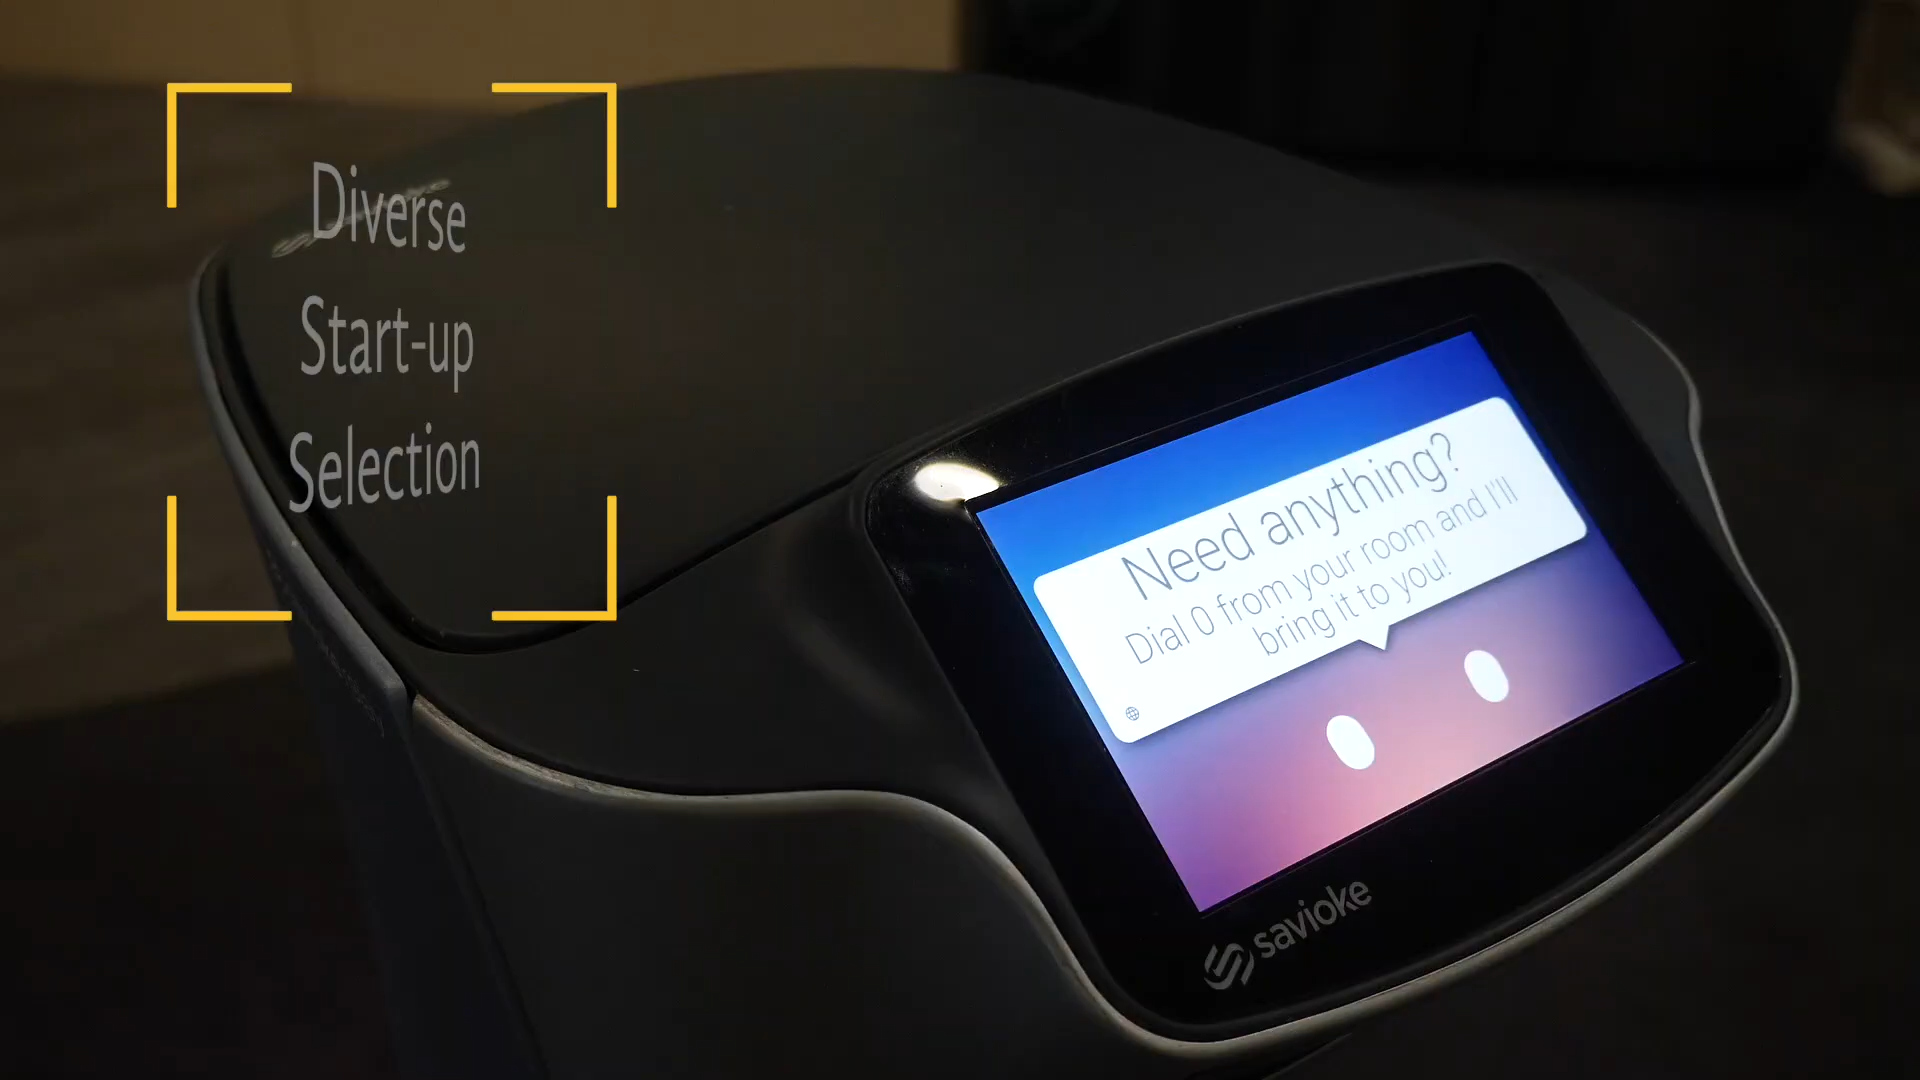 Diverse
Start-up
Selection
Need anything?
Dial 0 from your room and I'll
bring it to you!
savioke